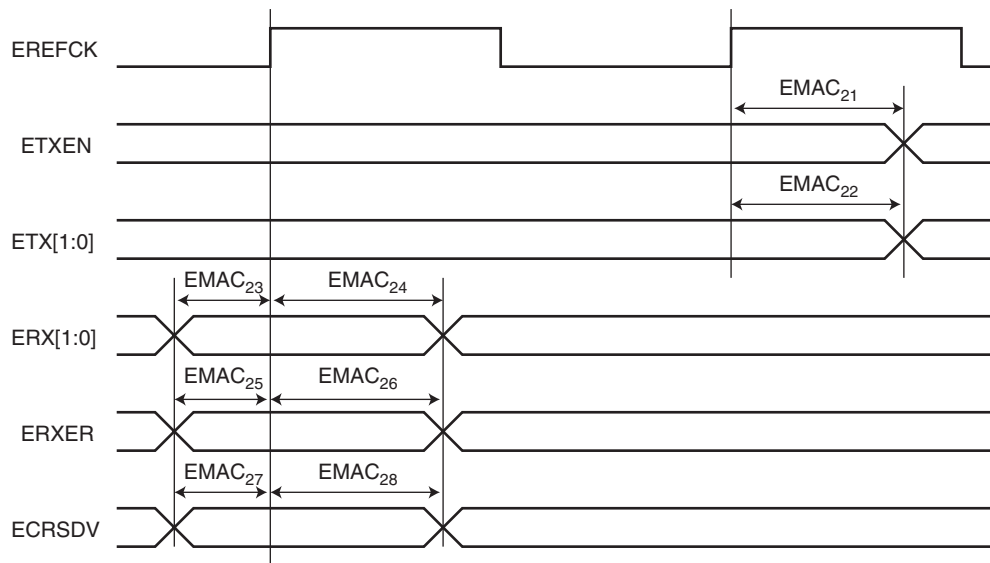 EREFCK
EMAC21
ETXEN
EMAC22
ETX[1:0]
EMAC23 EMAC24
ERX[1:0]
EMAC25 EMAC26
ERXER
EMAC27 EMAC28
ECRSDV